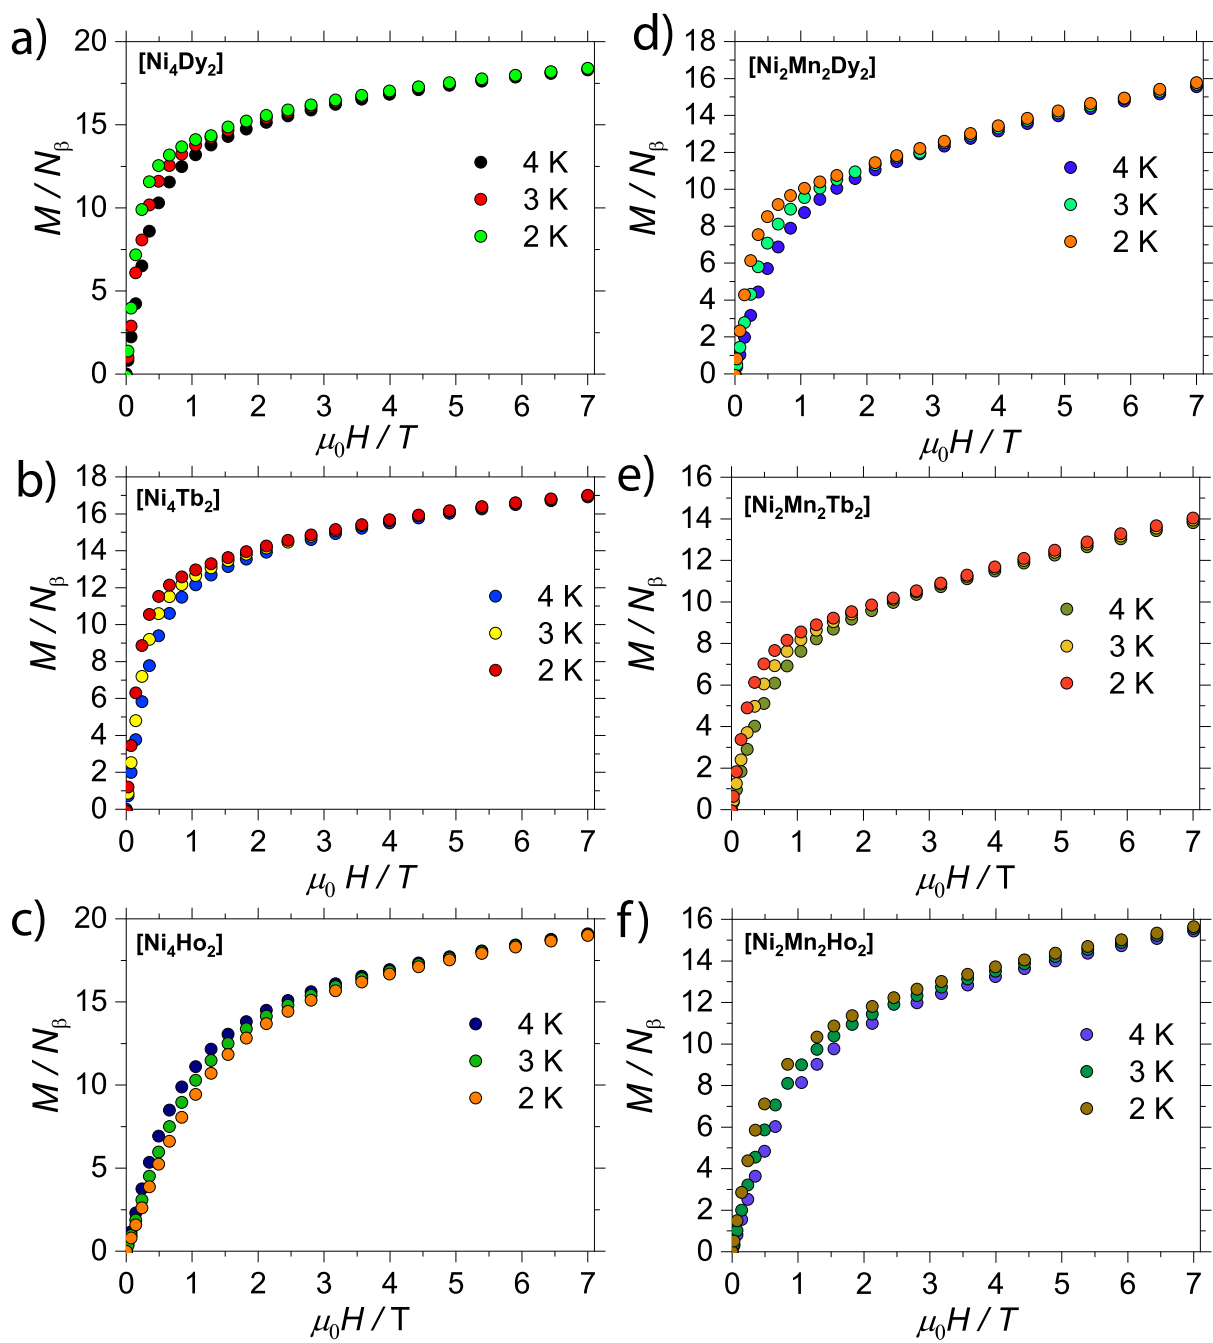 a)
[Ni₄Dy₂]
20
15
10
5
0
M / Nβ
4 K
3 K
2 K
0 1 2 3 4 5 6 7
μ₀H / T
d)
[Ni₂Mn₂Dy₂]
18
16
14
12
10
8
6
4
2
0
M / Nβ
4 K
3 K
2 K
0 1 2 3 4 5 6 7
μ₀H / T
b)
[Ni₄Tb₂]
18
16
14
12
10
8
6
4
2
0
M / Nβ
4 K
3 K
2 K
0 1 2 3 4 5 6 7
μ₀ H / T
e)
[Ni₂Mn₂Tb₂]
16
14
12
10
8
6
4
2
0
M / Nβ
4 K
3 K
2 K
0 1 2 3 4 5 6 7
μ₀H / T
c)
[Ni₄Ho₂]
20
15
10
5
0
M / Nβ
4 K
3 K
2 K
0 1 2 3 4 5 6 7
μ₀H / T
f)
[Ni₂Mn₂Ho₂]
16
14
12
10
8
6
4
2
0
M / Nβ
4 K
3 K
2 K
0 1 2 3 4 5 6 7
μ₀H / T